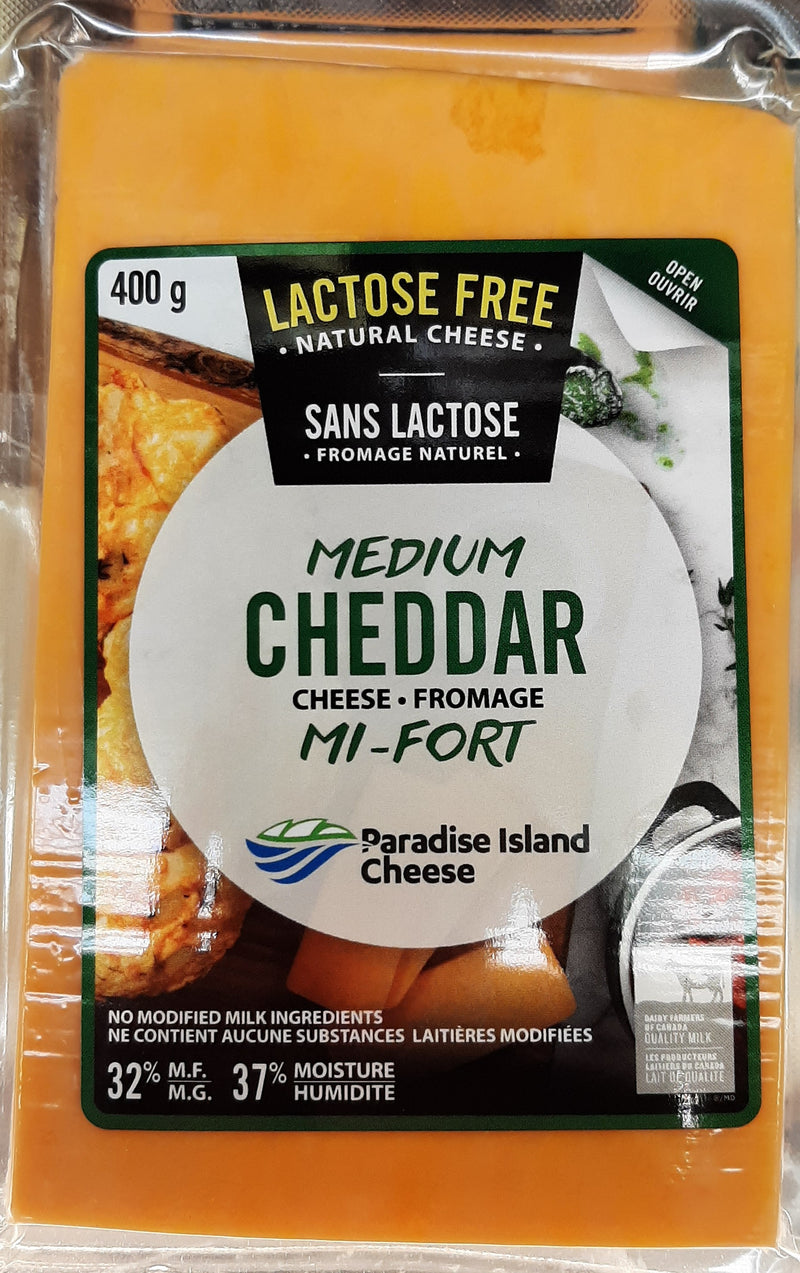 400 g
LACTOSE FREE
• NATURAL CHEESE •
SANS LACTOSE
• FROMAGE NATUREL •
OPEN
OUVRIR
MEDIUM
CHEDDAR
CHEESE • FROMAGE
MI-FORT
Paradise Island
Cheese
NO MODIFIED MILK INGREDIENTS
NE CONTIENT AUCUNE SUBSTANCES LAITIÈRES MODIFIÉES
32% M.F.
M.G.
37% MOISTURE
HUMIDITE
DAIRY FARMERS
OF CANADA
QUALITY MILK
LES PRODUCTEURS
LAITIERS DU CANADA
LAIT DE QUALITÉ